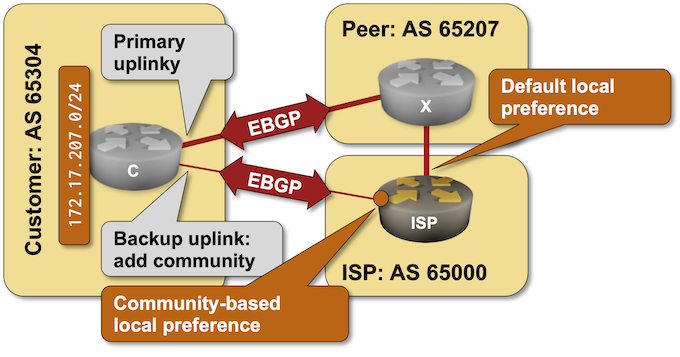 Customer: AS 65304
172.17.207.0/24
Primary
uplinky
Peer: AS 65207
X
Default local
preference
EBGP
C
EBGP
ISP
Backup uplink:
add community
ISP: AS 65000
Community-based
local preference